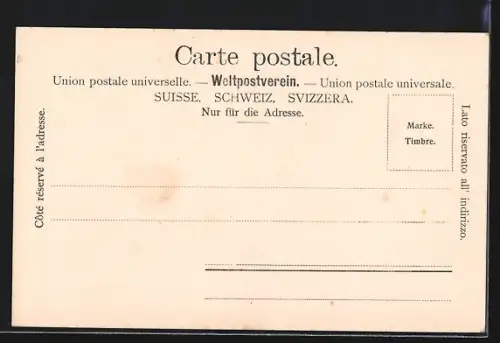 Carte postale.
Union postale universelle. — Weltpostverein. — Union postale universale.
SUISSE. SCHWEIZ. SVIZZERA.
Nur für die Adresse.
Marke.
Timbre.
Côté réservé à l'adresse.
Lato riservato all' indirizzo.